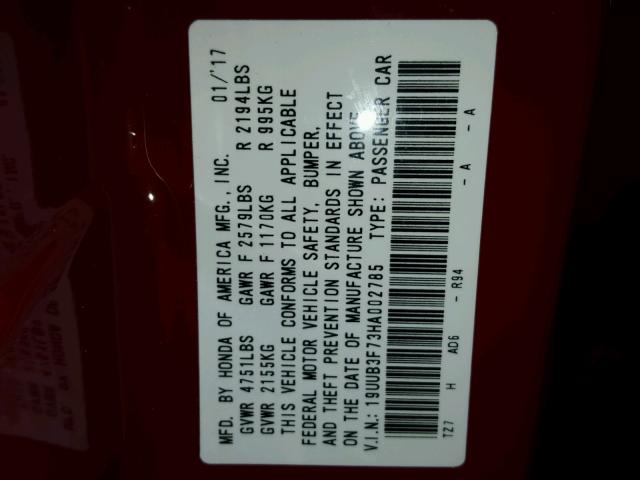 MFD. BY HONDA OF AMERICA MFG., INC. 01/'17
GVWR 4751LBS GAWR F 2579LBS R 2194LBS
GVWR 2155KG GAWR F 1170KG R 995KG
THIS VEHICLE CONFORMS TO ALL APPLICABLE
FEDERAL MOTOR VEHICLE SAFETY, BUMPER,
AND THEFT PREVENTION STANDARDS IN EFFECT
ON THE DATE OF MANUFACTURE SHOWN ABOVE.
V.I.N.: 19UUB3F73HA002785 TYPE: PASSENGER CAR
TZ7 H AD6 - R94 - A - A